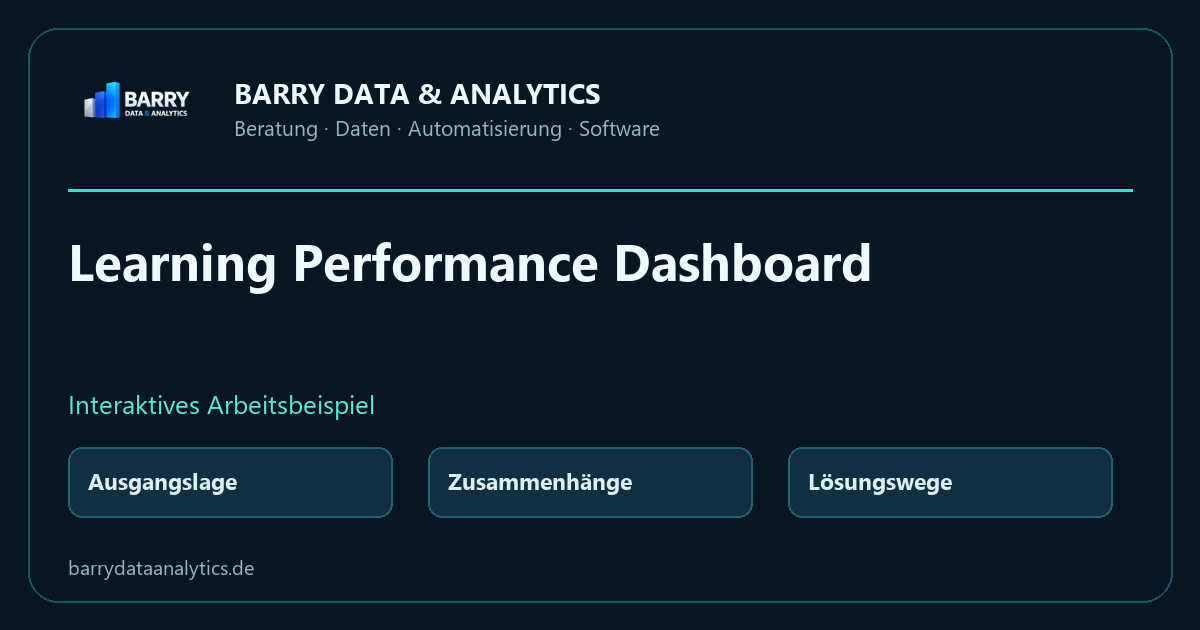 BARRY
DATA & ANALYTICS
BARRY DATA & ANALYTICS
Beratung · Daten · Automatisierung · Software
Learning Performance Dashboard
Interaktives Arbeitsbeispiel
Ausgangslage
Zusammenhänge
Lösungswege
barrydataanalytics.de